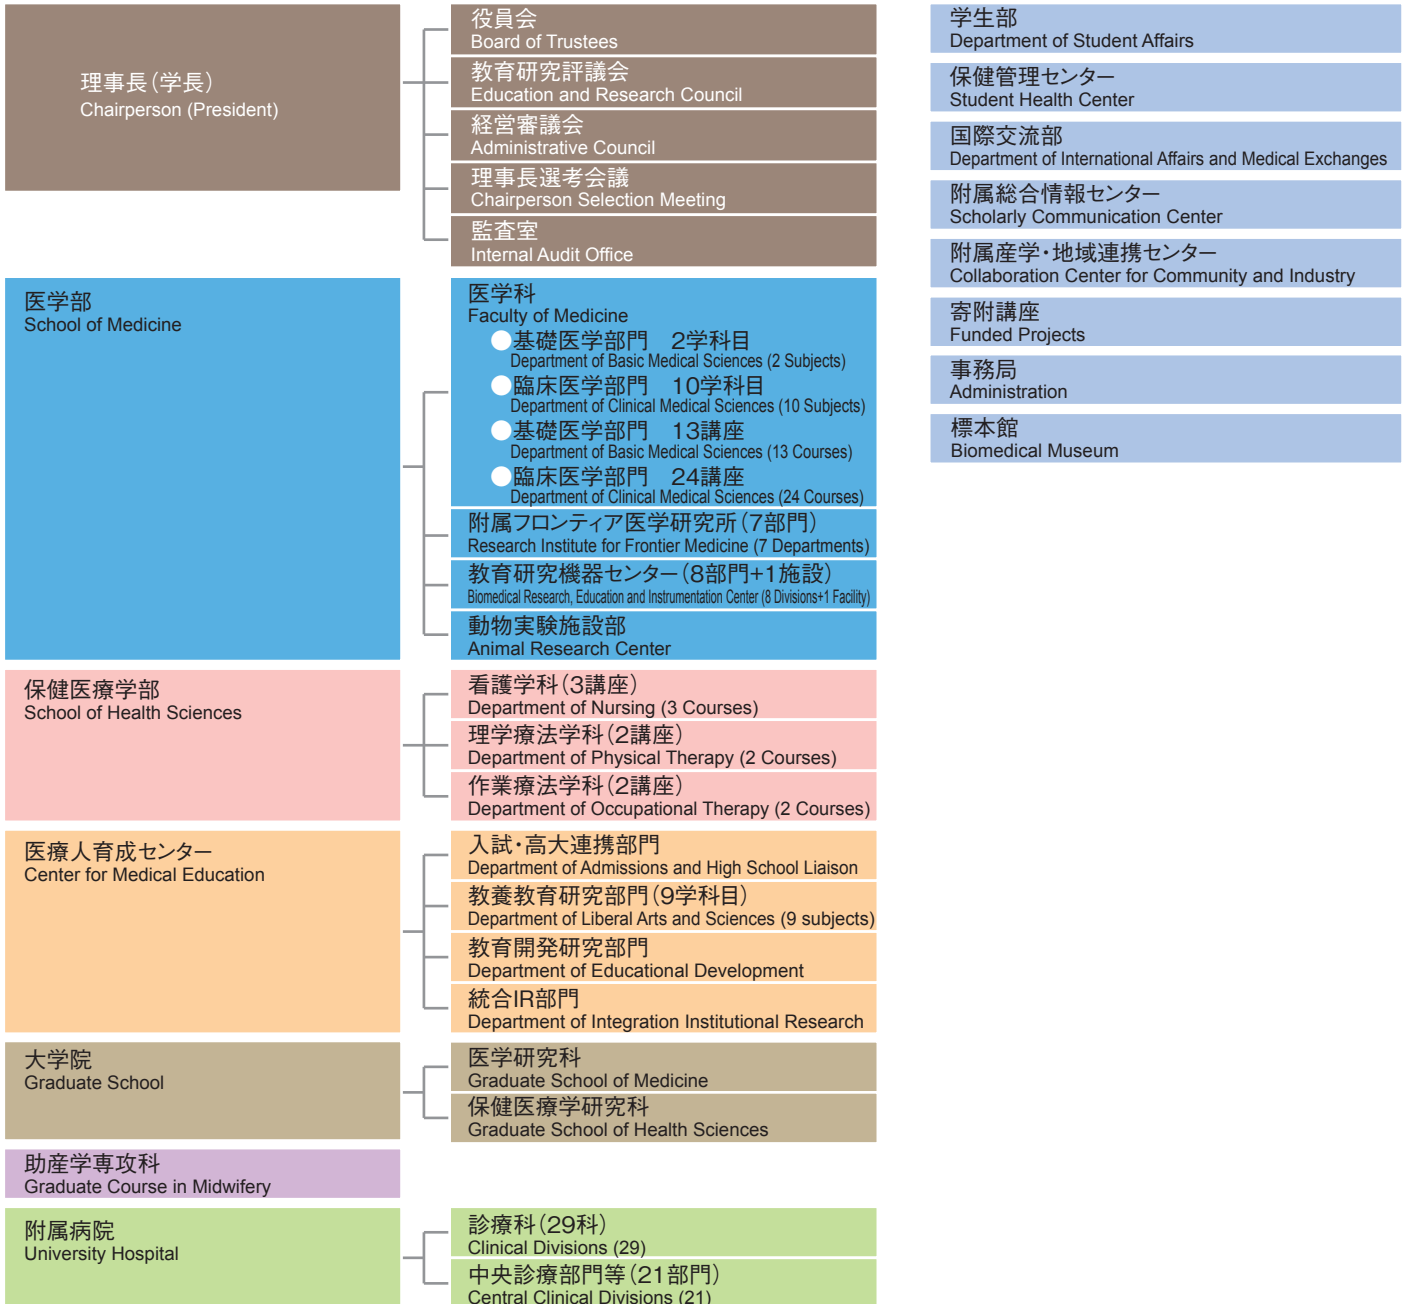 理事長（学長）
Chairperson (President)
役員会
Board of Trustees
教育研究評議会
Education and Research Council
経営審議会
Administrative Council
理事長選考会議
Chairperson Selection Meeting
監査室
Internal Audit Office
医学部
School of Medicine
医学科
Faculty of Medicine
●基礎医学部門　2学科目
Department of Basic Medical Sciences (2 Subjects)
●臨床医学部門　10学科目
Department of Clinical Medical Sciences (10 Subjects)
●基礎医学部門　13講座
Department of Basic Medical Sciences (13 Courses)
●臨床医学部門　24講座
Department of Clinical Medical Sciences (24 Courses)
附属フロンティア医学研究所（7部門）
Research Institute for Frontier Medicine (7 Departments)
教育研究機器センター（8部門+1施設）
Biomedical Research, Education and Instrumentation Center (8 Divisions+1 Facility)
動物実験施設部
Animal Research Center
保健医療学部
School of Health Sciences
看護学科（3講座）
Department of Nursing (3 Courses)
理学療法学科（2講座）
Department of Physical Therapy (2 Courses)
作業療法学科（2講座）
Department of Occupational Therapy (2 Courses)
医療人育成センター
Center for Medical Education
入試・高大連携部門
Department of Admissions and High School Liaison
教養教育研究部門（9学科目）
Department of Liberal Arts and Sciences (9 subjects)
教育開発研究部門
Department of Educational Development
統合IR部門
Department of Integration Institutional Research
大学院
Graduate School
医学研究科
Graduate School of Medicine
保健医療学研究科
Graduate School of Health Sciences
助産学専攻科
Graduate Course in Midwifery
附属病院
University Hospital
診療科（29科）
Clinical Divisions (29)
中央診療部門等（21部門）
Central Clinical Divisions (21)
学生部
Department of Student Affairs
保健管理センター
Student Health Center
国際交流部
Department of International Affairs and Medical Exchanges
附属総合情報センター
Scholarly Communication Center
附属産学・地域連携センター
Collaboration Center for Community and Industry
寄附講座
Funded Projects
事務局
Administration
標本館
Biomedical Museum